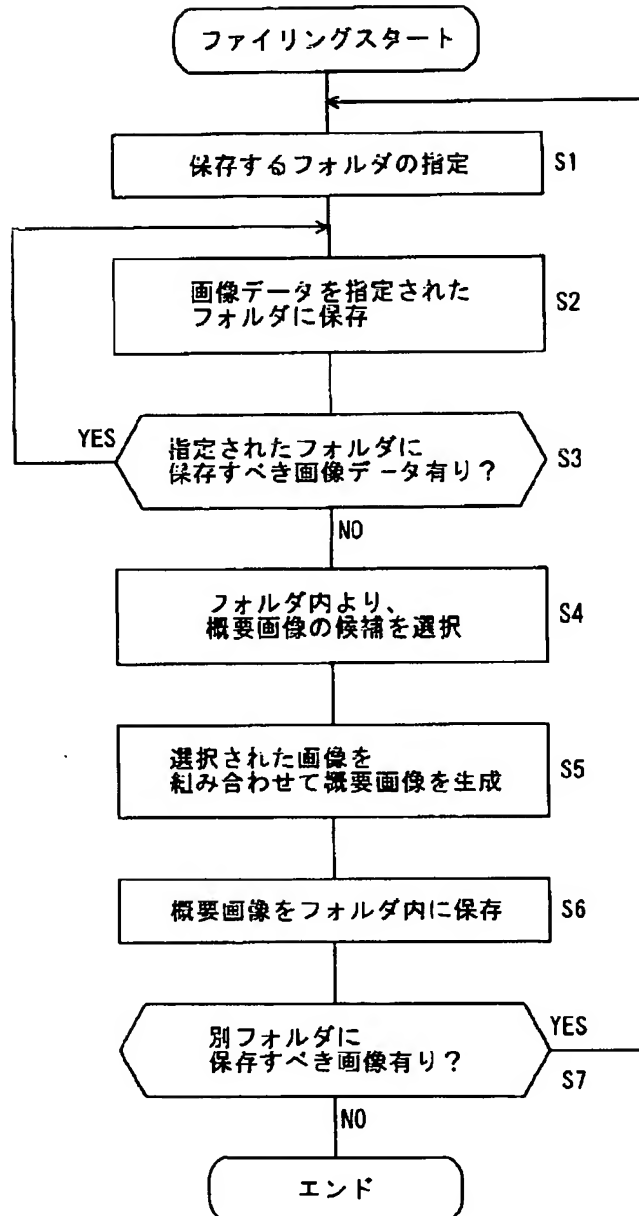 ファイリングスタート
保存するフォルダの指定
S1
画像データを指定された
フォルダに保存
S2
YES
指定されたフォルダに
保存すべき画像データ有り？
S3
NO
フォルダ内より、
概要画像の候補を選択
S4
選択された画像を
組み合わせて概要画像を生成
S5
概要画像をフォルダ内に保存
S6
別フォルダに
保存すべき画像有り？
YES
S7
NO
エンド